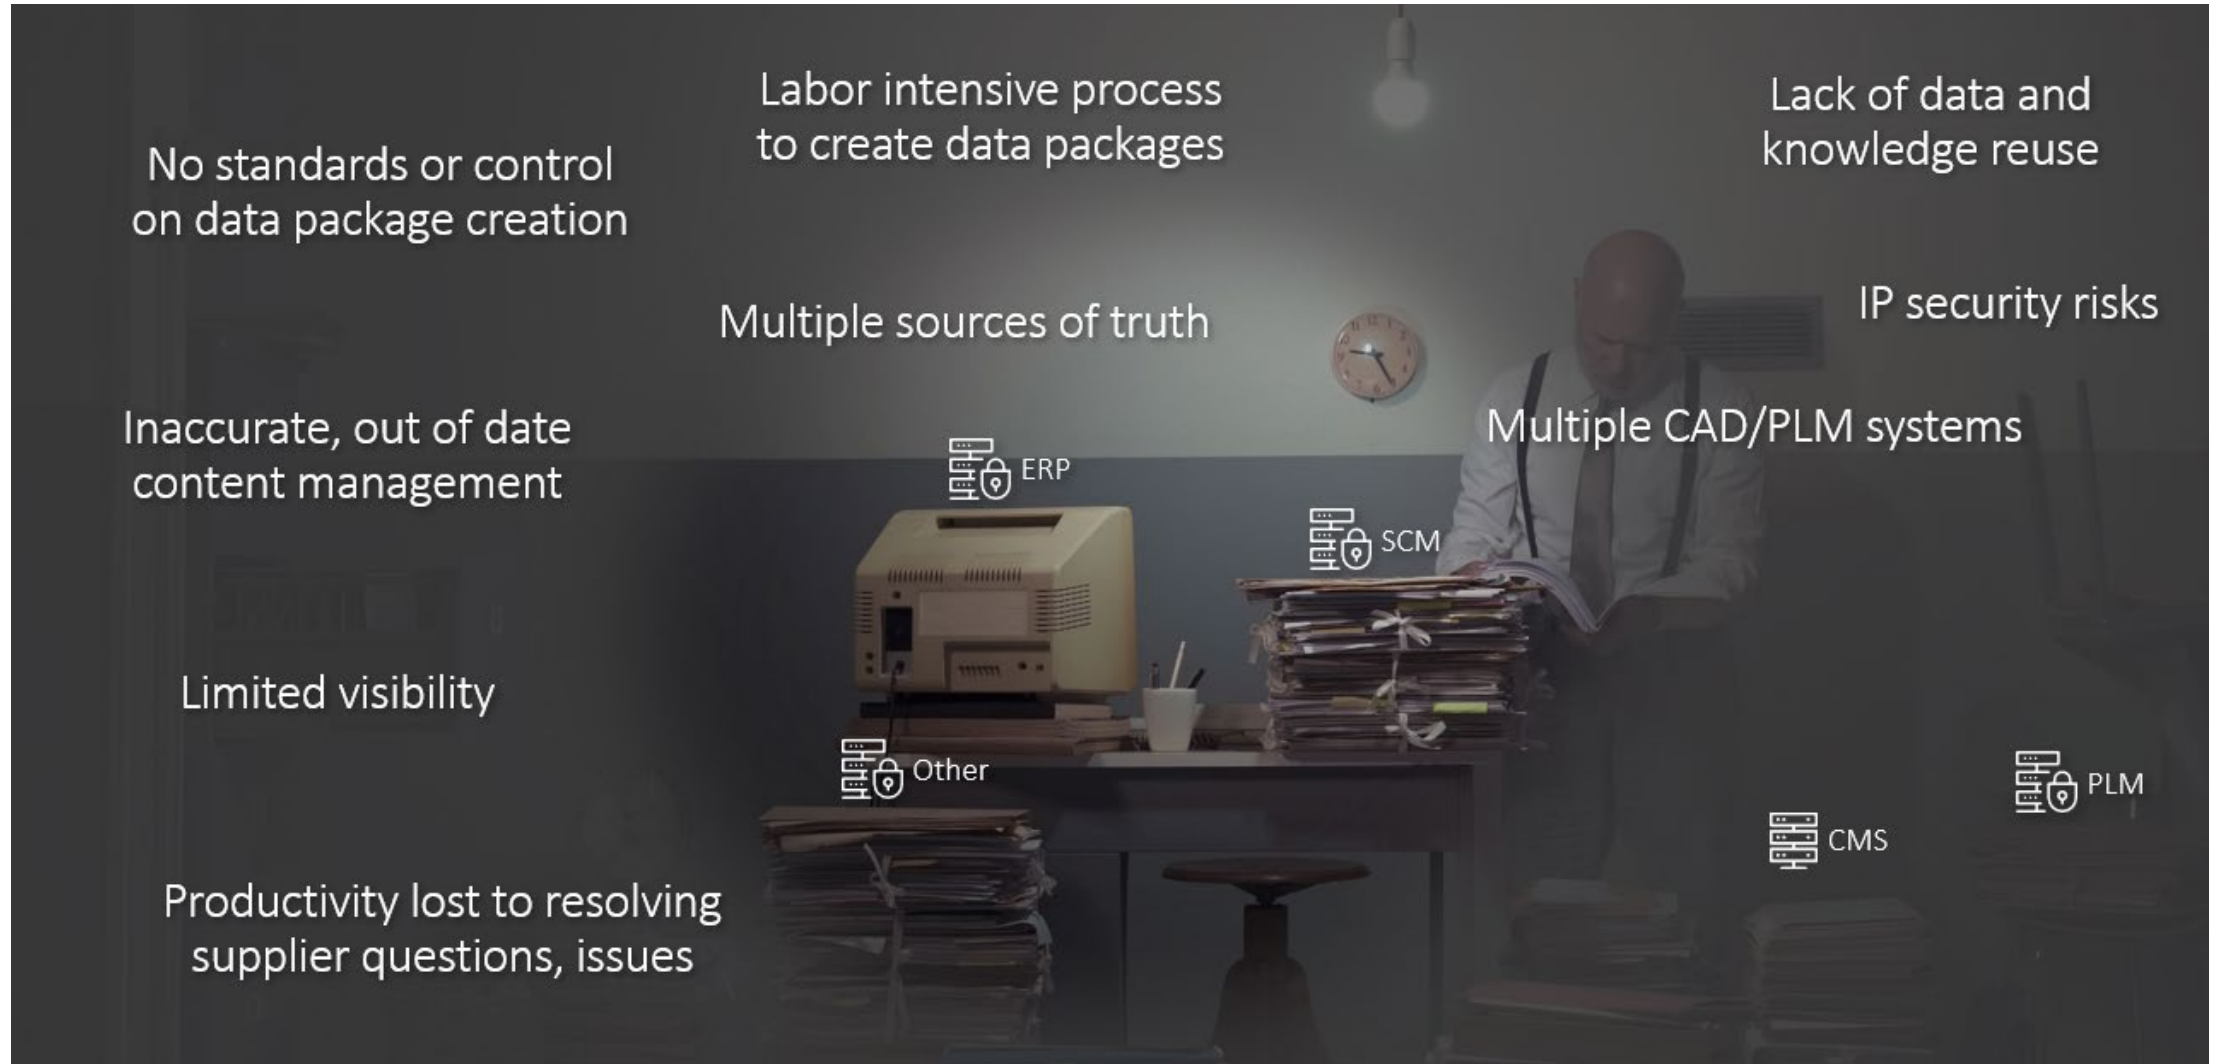 Labor intensive process
to create data packages
Lack of data and
knowledge reuse
No standards or control
on data package creation
Multiple sources of truth
IP security risks
Inaccurate, out of date
content management
Multiple CAD/PLM systems
ERP
SCM
Limited visibility
Other
PLM
CMS
Productivity lost to resolving
supplier questions, issues